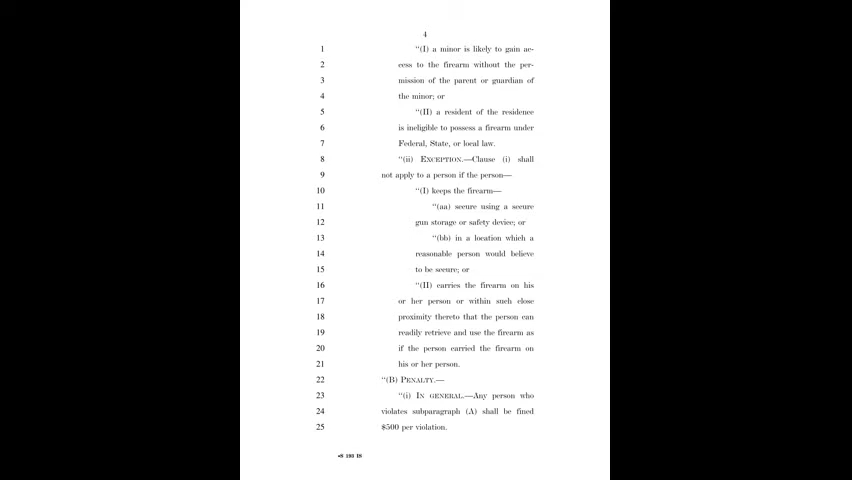 4
1 ‘‘(I) a minor is likely to gain ac-
2 cess to the firearm without the per-
3 mission of the parent or guardian of
4 the minor; or
5 ‘‘(II) a resident of the residence
6 is ineligible to possess a firearm under
7 Federal, State, or local law.
8 ‘‘(ii) EXCEPTION.—Clause (i) shall
9 not apply to a person if the person—
10 ‘‘(I) keeps the firearm—
11 ‘‘(aa) secure using a secure
12 gun storage or safety device; or
13 ‘‘(bb) in a location which a
14 reasonable person would believe
15 to be secure; or
16 ‘‘(II) carries the firearm on his
17 or her person or within such close
18 proximity thereto that the person can
19 readily retrieve and use the firearm as
20 if the person carried the firearm on
21 his or her person.
22 ‘‘(B) PENALTY.—
23 ‘‘(i) IN GENERAL.—Any person who
24 violates subparagraph (A) shall be fined
25 $500 per violation.
•S 193 IS